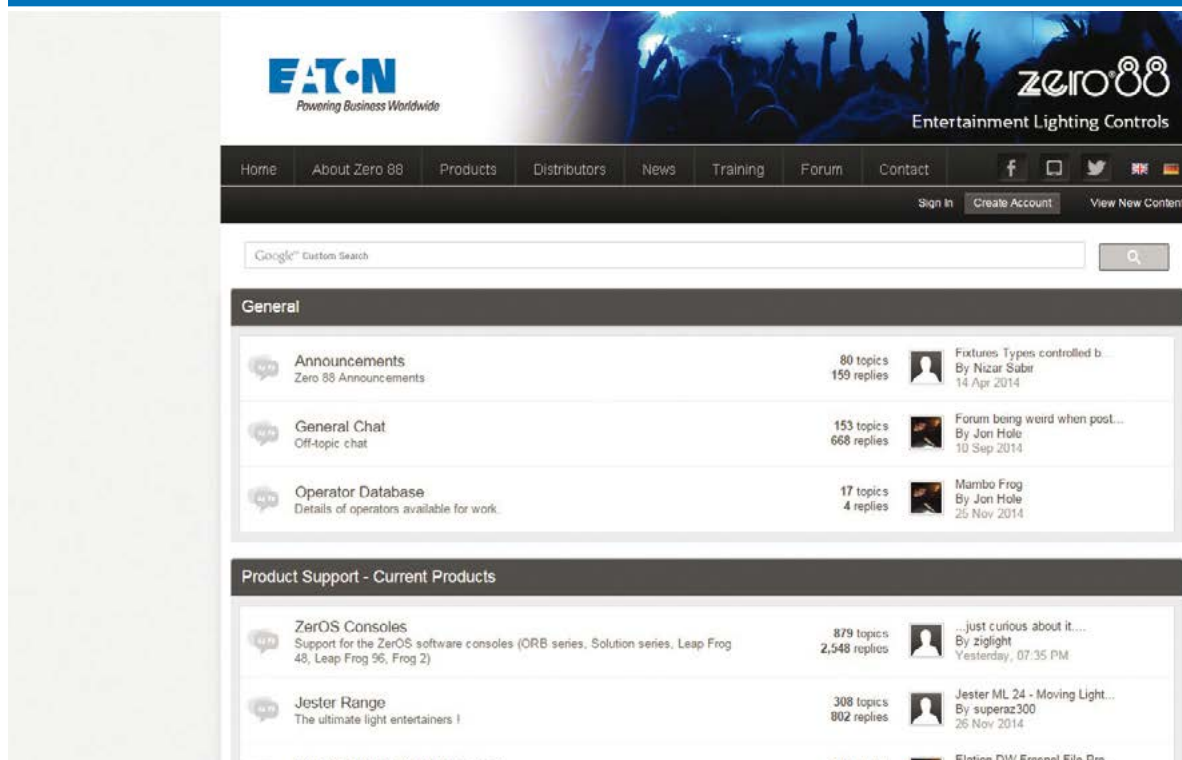 EATON
Powering Business Worldwide
zero 88
Entertainment Lighting Controls
Home About Zero 88 Products Distributors News Training Forum Contact
Sign In Create Account View New Content
Google™ Custom Search
General
Announcements
Zero 88 Announcements
80 topics
159 replies
Fixtures Types controlled b...
By Nizar Sabir
14 Apr 2014
General Chat
Off-topic chat
153 topics
668 replies
Forum being weird when post...
By Jon Hole
10 Sep 2014
Operator Database
Details of operators available for work.
17 topics
4 replies
Mambo Frog
By Jon Hole
25 Nov 2014
Product Support - Current Products
ZerOS Consoles
Support for the ZerOS software consoles (ORB series, Solution series, Leap Frog
48, Leap Frog 96, Frog 2)
879 topics
2,548 replies
...just curious about it....
By ziglight
Yesterday, 07:35 PM
Jester Range
The ultimate light entertainers !
308 topics
802 replies
Jester ML 24 - Moving Light...
By superaz300
26 Nov 2014